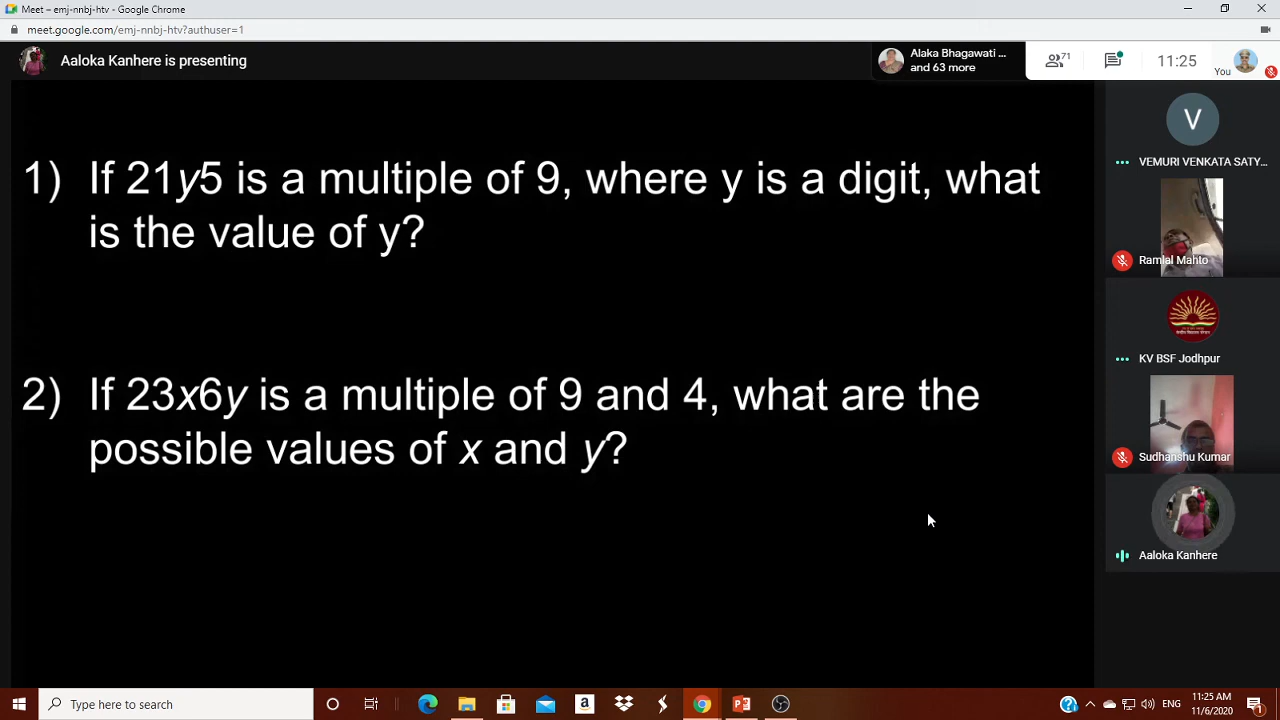 Meet – emj-nnbj-htv - Google Chrome
meet.google.com/emj-nnbj-htv?authuser=1
Aaloka Kanhere is presenting
Alaka Bhagawati ...
and 63 more
71
11:25
You
1) If 21y5 is a multiple of 9, where y is a digit, what
is the value of y?
2) If 23x6y is a multiple of 9 and 4, what are the
possible values of x and y?
V
VEMURI VENKATA SATY...
Ramlal Mahto
KV BSF Jodhpur
Sudhanshu Kumar
Aaloka Kanhere
Type here to search
ENG
11:25 AM
11/6/2020
1